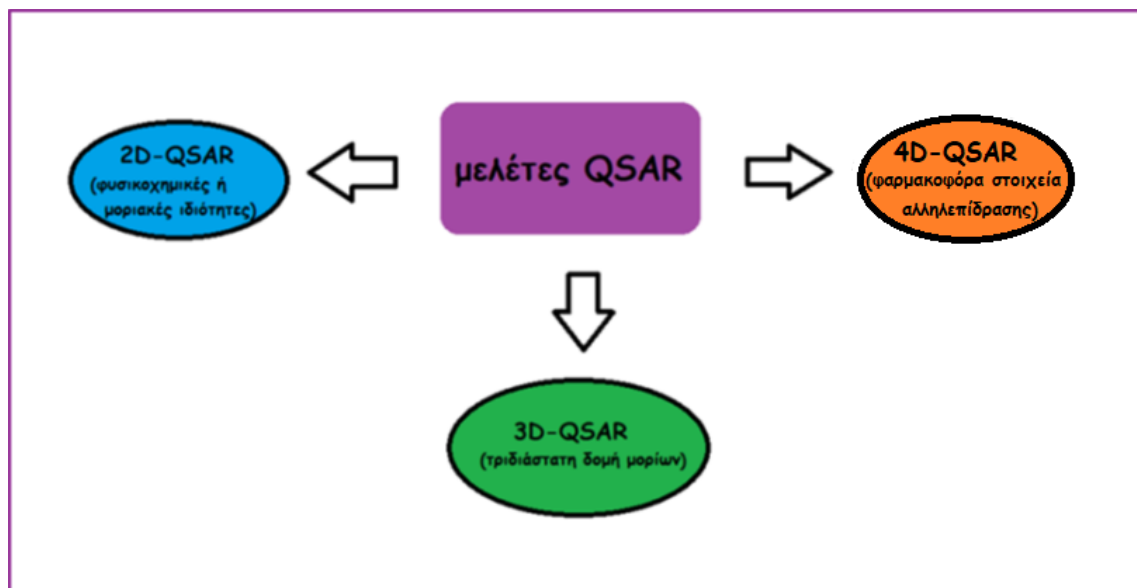 μελέτες QSAR
2D-QSAR
(φυσικοχημικές ή
μοριακές ιδιότητες)
4D-QSAR
(φαρμακοφόρα στοιχεία
αλληλεπίδρασης)
3D-QSAR
(τριδιάστατη δομή μορίων)